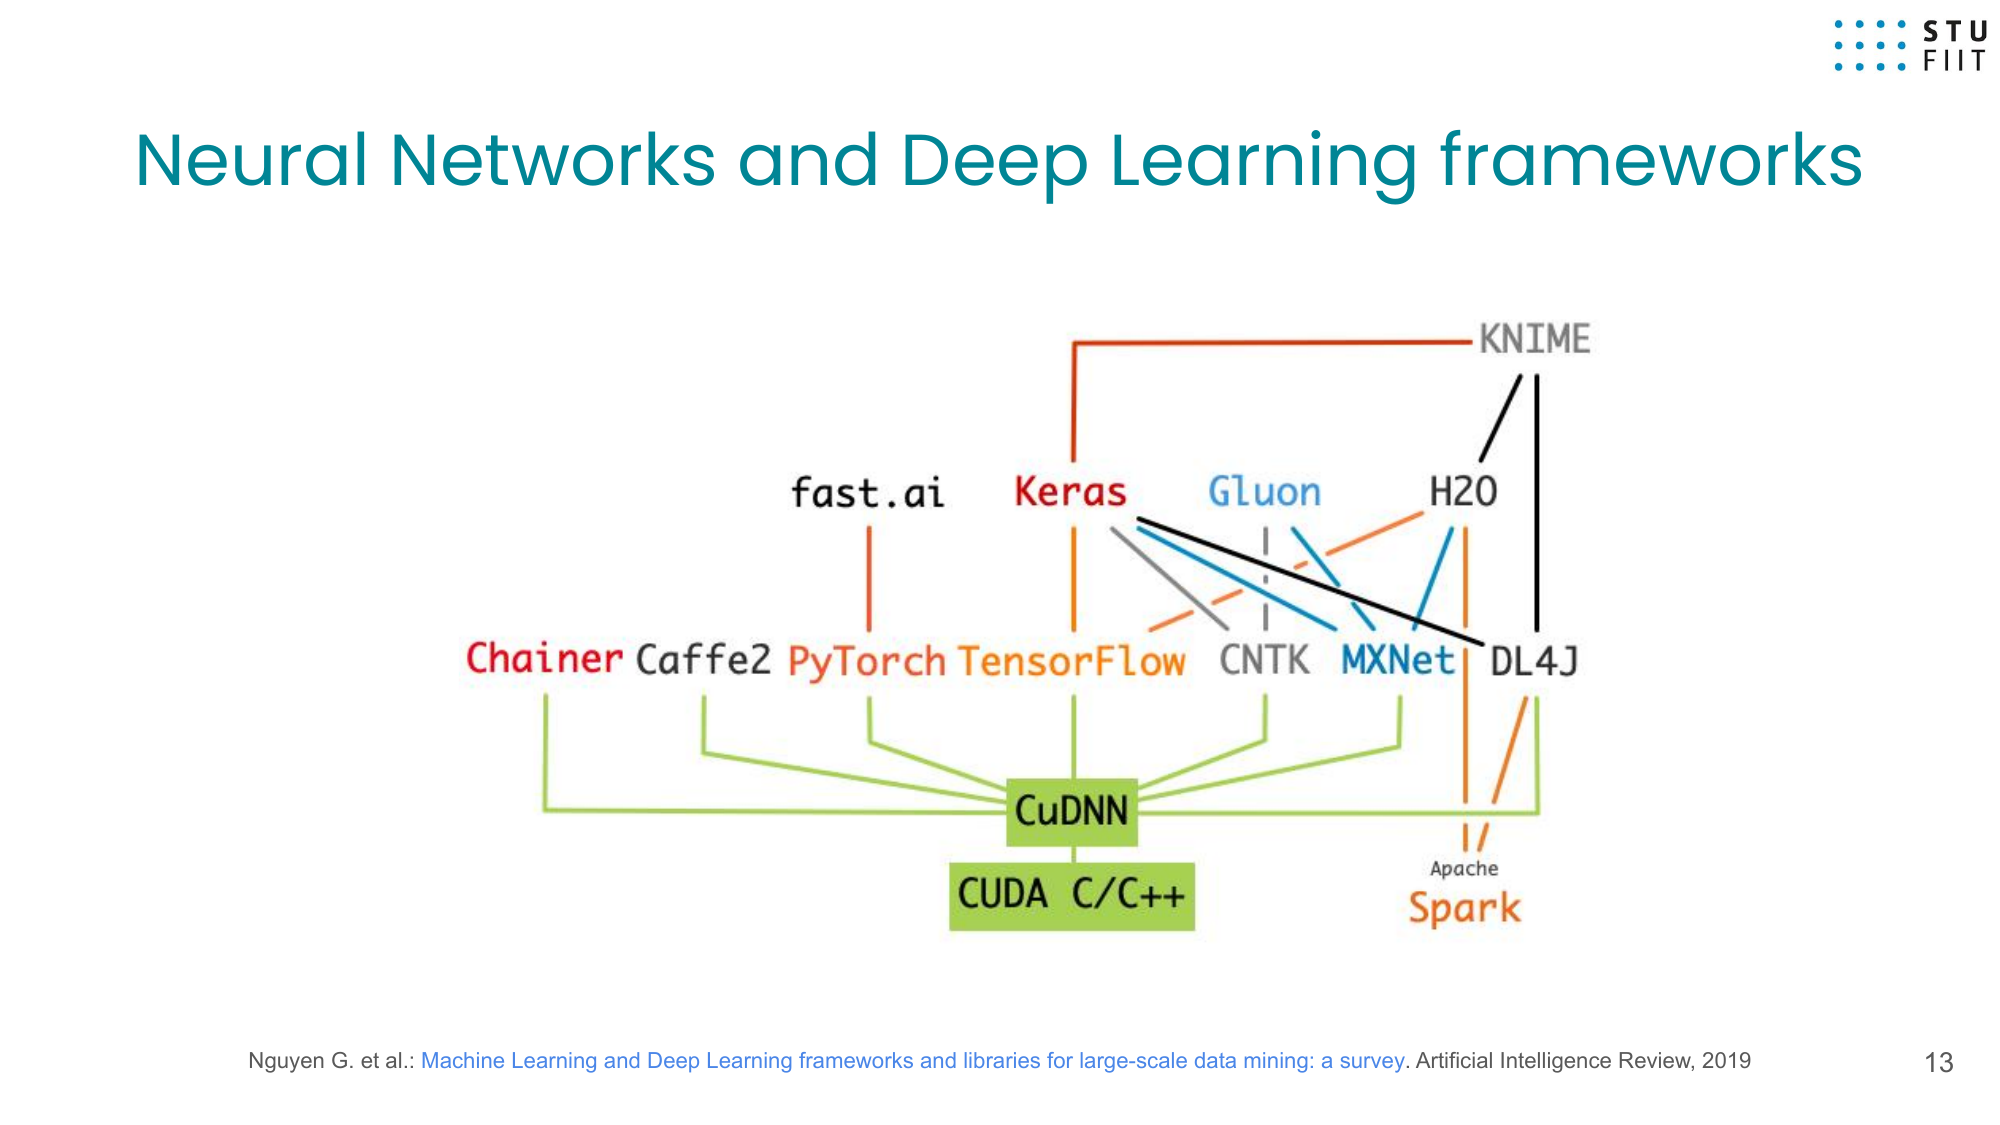 STU
FIIT
Neural Networks and Deep Learning frameworks
KNIME
fast.ai Keras Gluon H2O
Chainer Caffe2 PyTorch TensorFlow CNTK MXNet DL4J
CuDNN
CUDA C/C++
Apache
Spark
Nguyen G. et al.: Machine Learning and Deep Learning frameworks and libraries for large-scale data mining: a survey. Artificial Intelligence Review, 2019
13